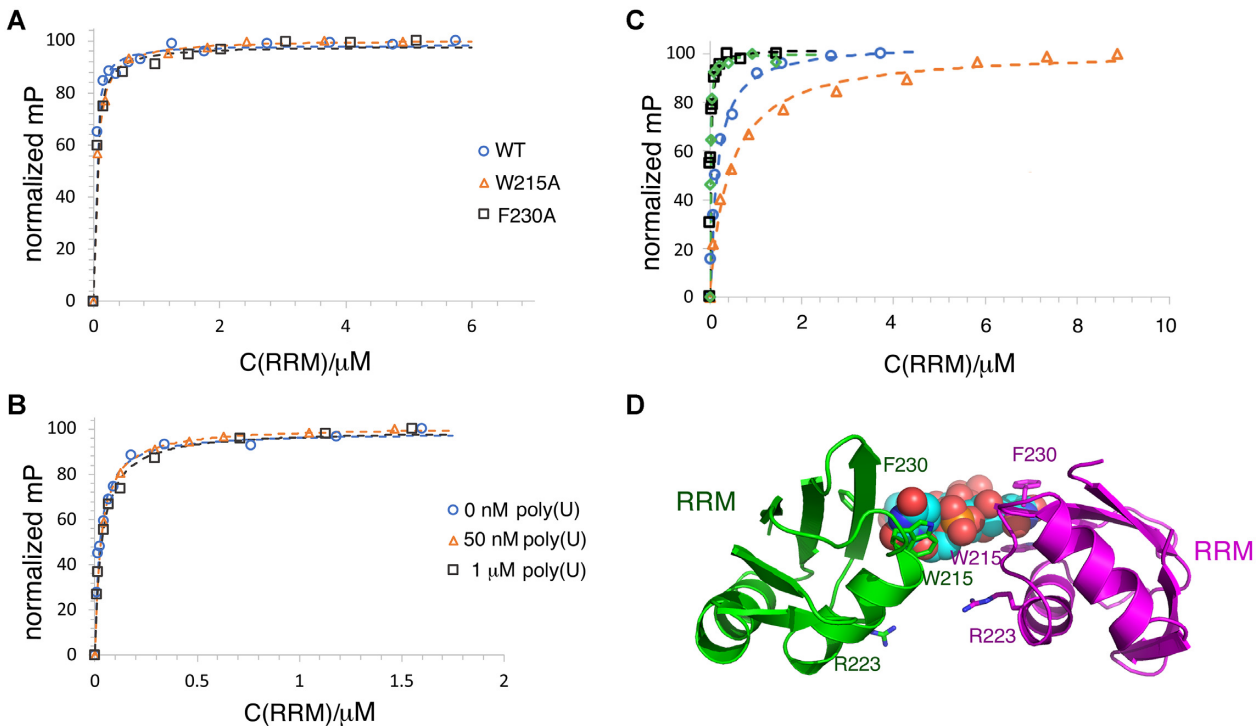 A
100
80
60
40
20
0
normalized mP
0
2
4
6
C(RRM)/μM
WT
W215A
F230A
C
100
80
60
40
20
0
normalized mP
0
2
4
6
8
10
C(RRM)/μM
B
100
80
60
40
20
0
normalized mP
0
0.5
1
1.5
2
C(RRM)/μM
0 nM poly(U)
50 nM poly(U)
1 μM poly(U)
D
F230
F230
RRM
W215
RRM
W215
R223
R223